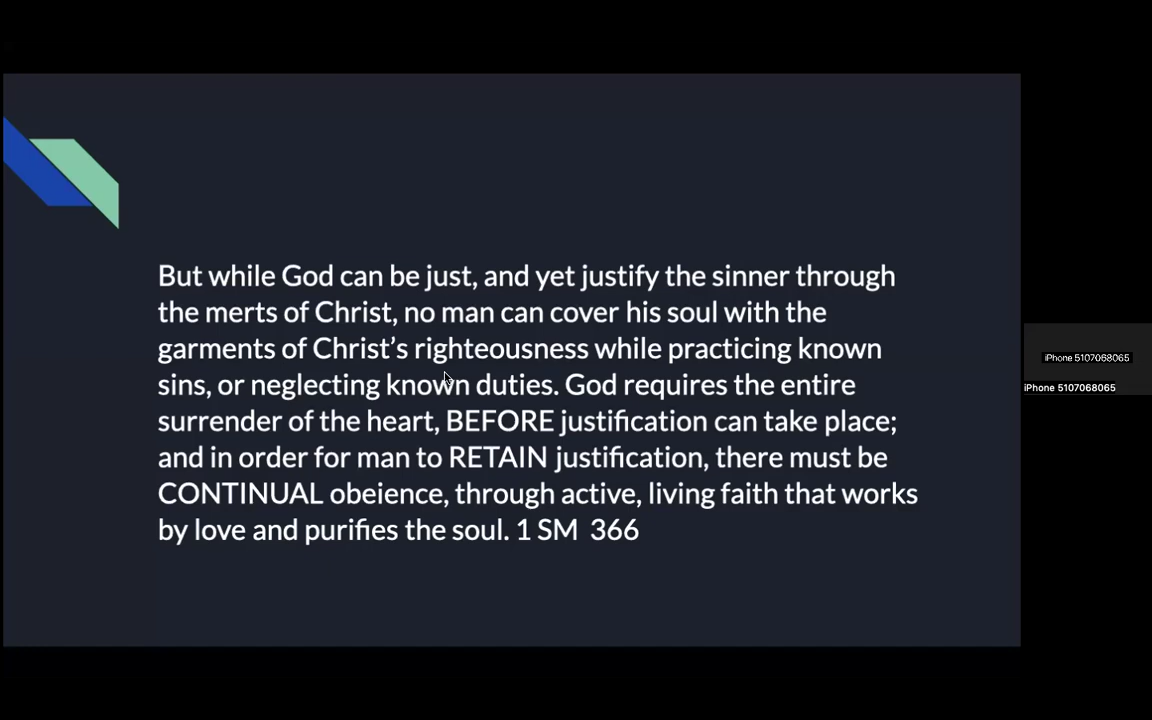 But while God can be just, and yet justify the sinner through
the merts of Christ, no man can cover his soul with the
garments of Christ’s righteousness while practicing known
sins, or neglecting known duties. God requires the entire
surrender of the heart, BEFORE justification can take place;
and in order for man to RETAIN justification, there must be
CONTINUAL obeience, through active, living faith that works
by love and purifies the soul. 1 SM  366
iPhone 5107068065
iPhone 5107068065